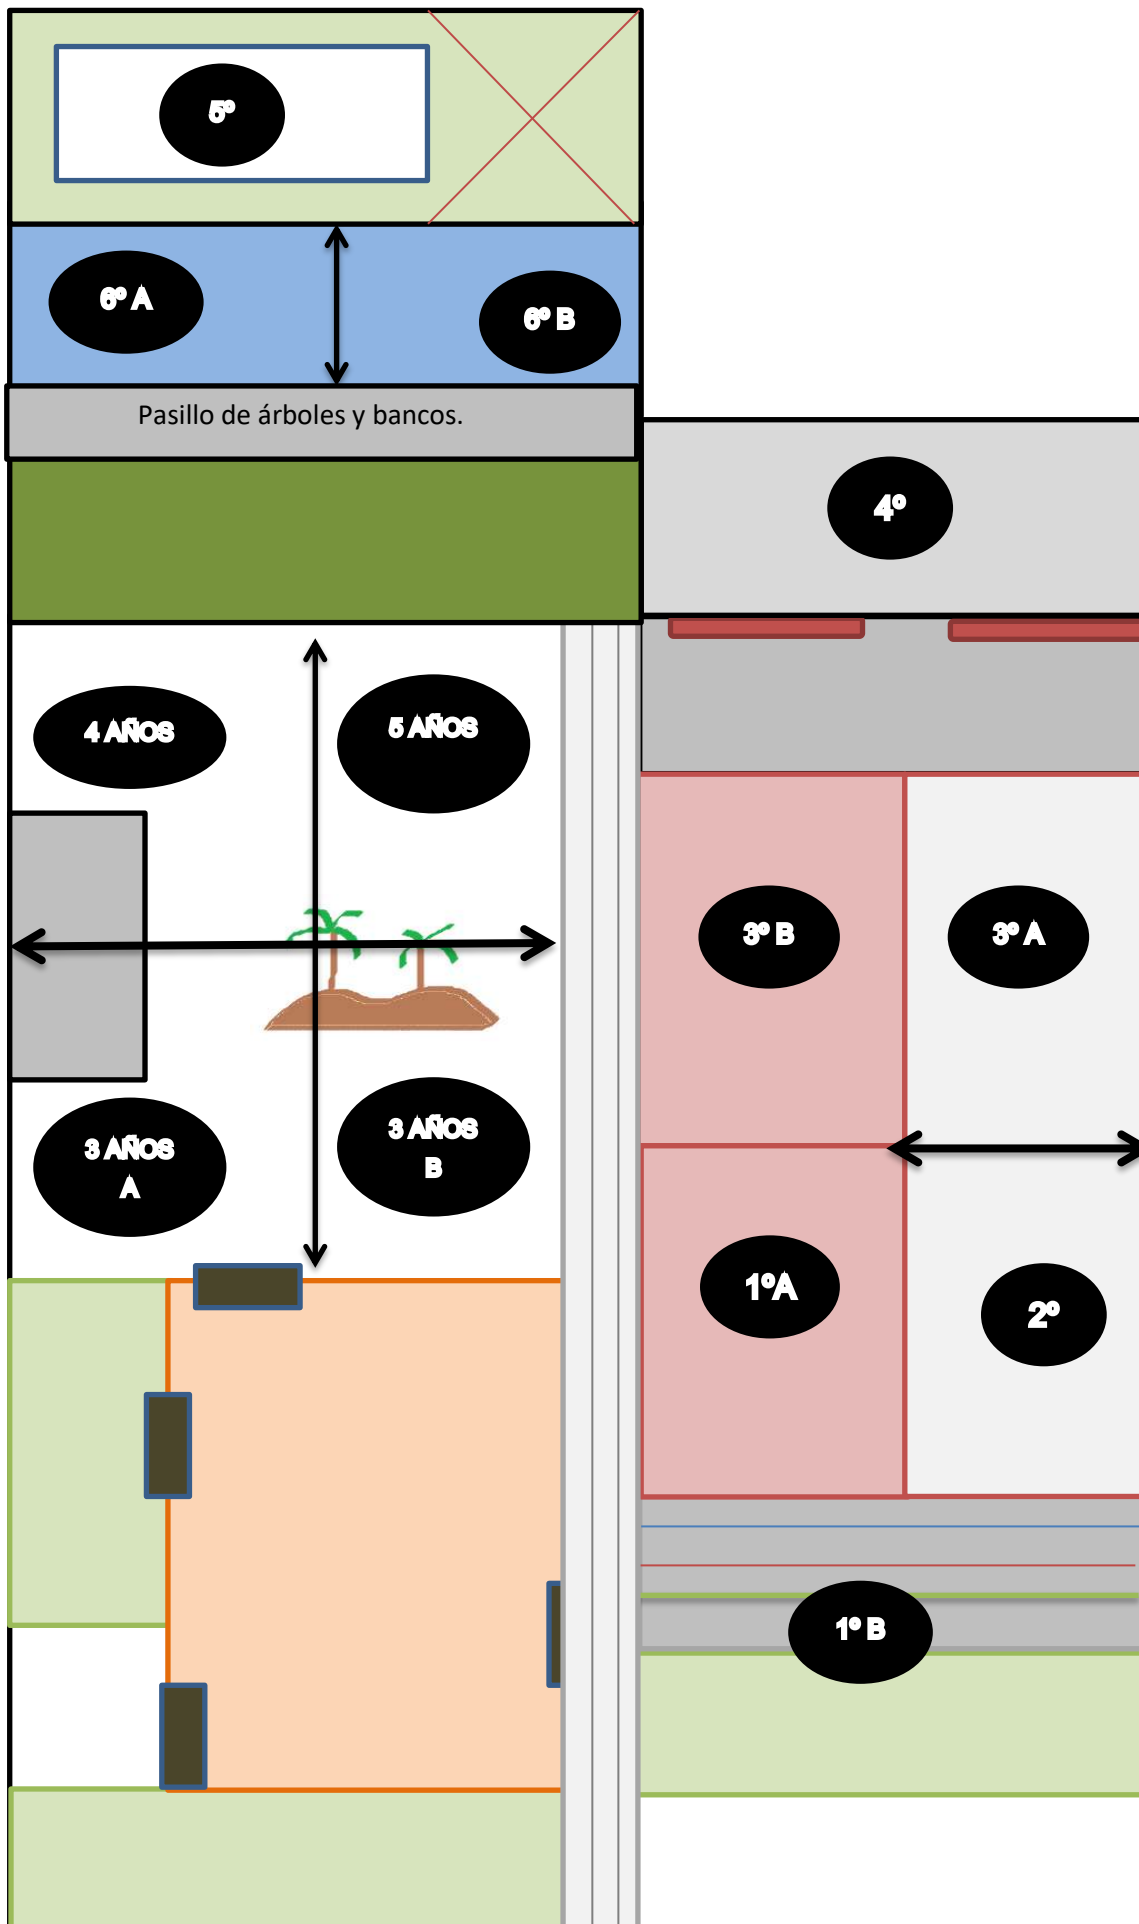 5º
6º A
6º B
Pasillo de árboles y bancos.
4º
4 AÑOS
5 AÑOS
3º B
3º A
3 AÑOS
A
3 AÑOS
B
1ºA
2º
1º B